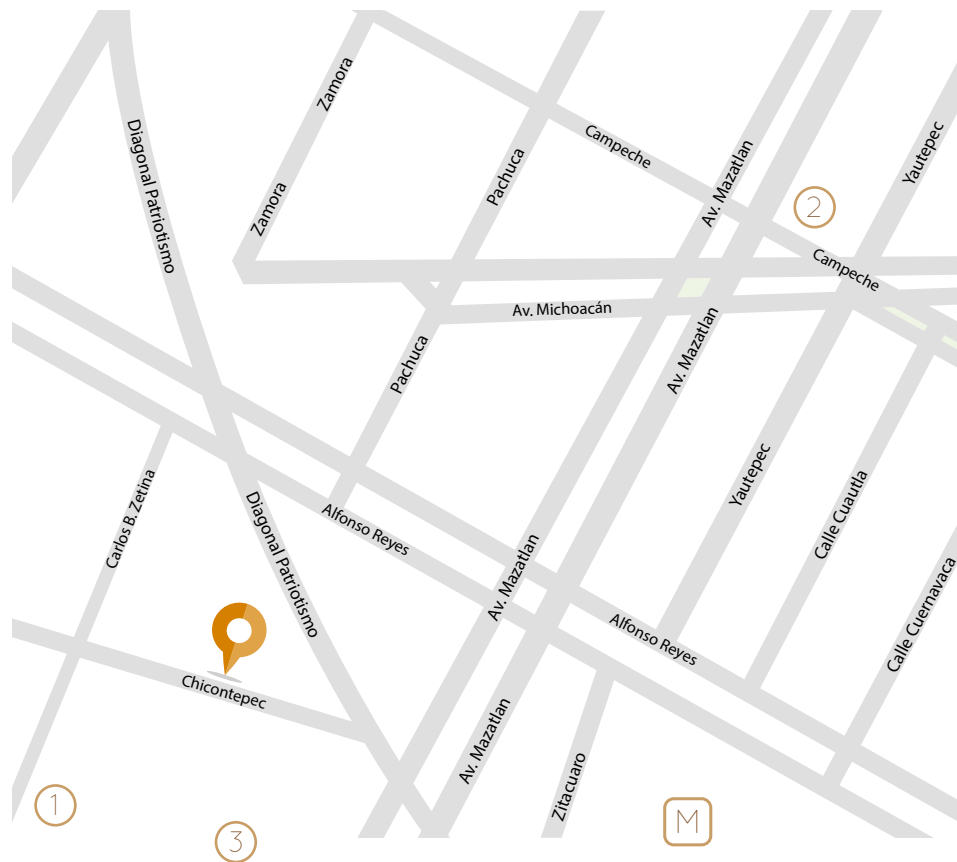 Zamora
Diagonal Patriotismo
Campeche
Yautepec
Pachuca
Av. Mazatlan
Zamora
2
Campeche
Av. Michoacán
Pachuca
Av. Mazatlan
Carlos B. Zetina
Yautepec
Calle Cuautla
Alfonso Reyes
Diagonal Patriotismo
Av. Mazatlan
Calle Cuernavaca
Alfonso Reyes
Chicontepec
Av. Mazatlan
Zitacuaro
1
3
M